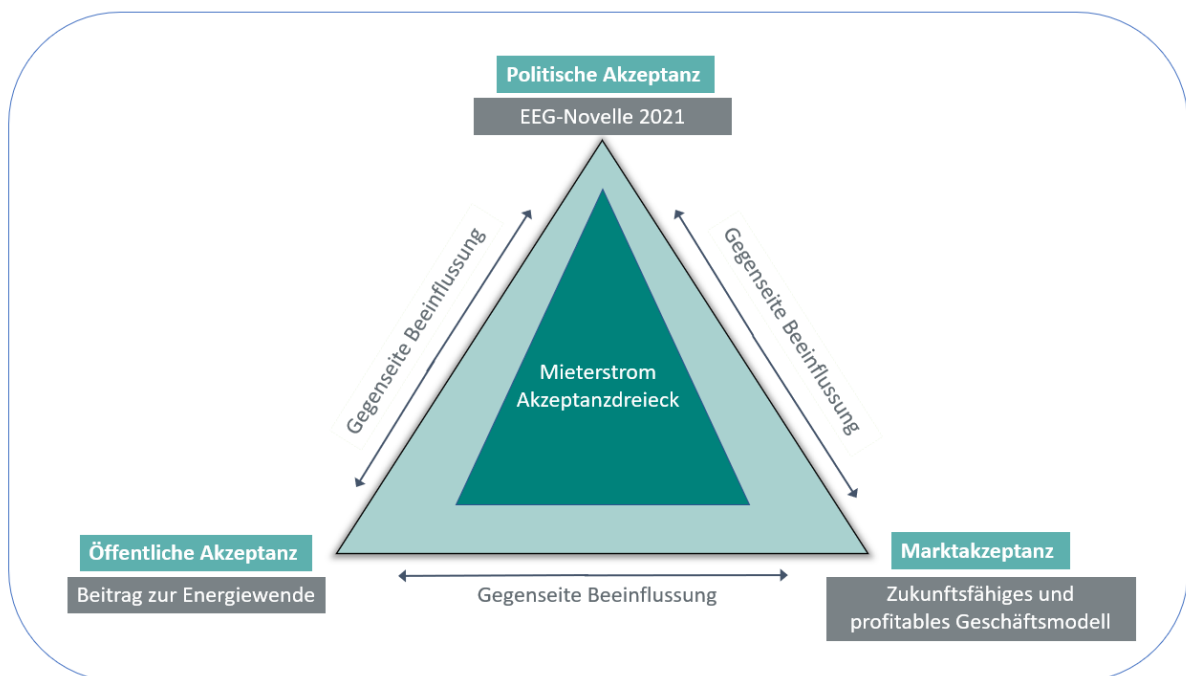 Politische Akzeptanz
EEG-Novelle 2021
Gegenseite Beeinflussung
Gegenseite Beeinflussung
Mieterstrom
Akzeptanzdreieck
Öffentliche Akzeptanz
Beitrag zur Energiewende
Gegenseite Beeinflussung
Marktakzeptanz
Zukunftsfähiges und
profitables Geschäftsmodell